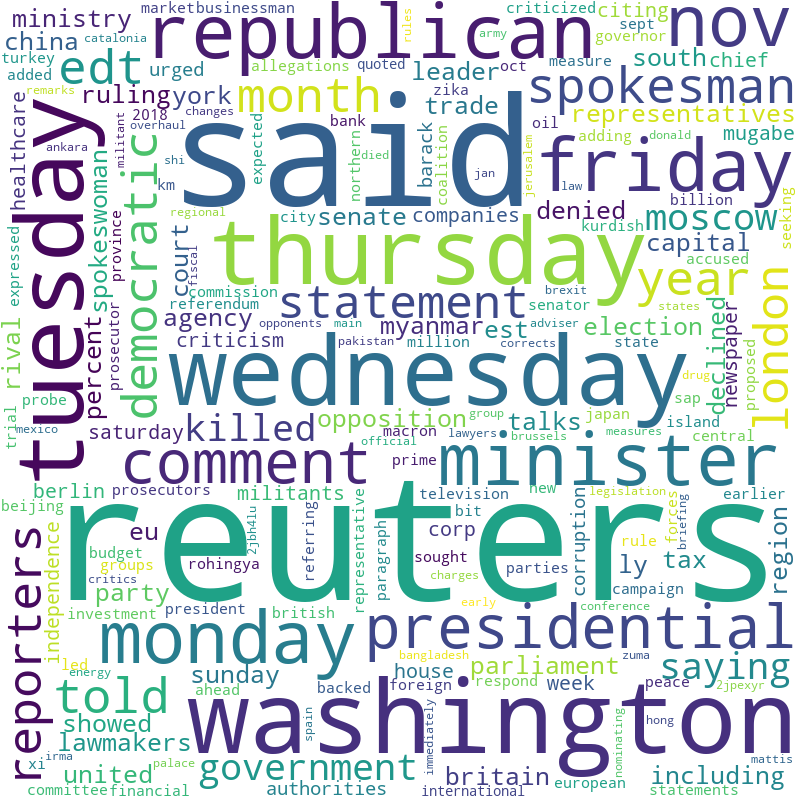 marketbusinessman
republican
criticized
citing
nov
ministry
catalonia
china
turkey
added
edt
urged
allegations
quoted
oct
sept
governor
army
rules
remarks
healthcare
changes
2018
ruling
york
month
leader
zika
bank
trade
measure
south
chief
spokesman
representatives
adding
donald
mugabe
overhaul
militant
ankara
said
tuesday
shi
km
expected
northern
died
barack
coalition
oil
jan
jerusalem
friday
law
billion
seeking
democratic
spokeswoman
province
regional
city
senate
companies
denied
kurdish
moscow
capital
accused
expressed
prosecutor
court
fiscal
thursday
year
london
rival
percent
referendum
commission
statement
brexit
senator
states
agency
opponents
main
myanmar
est
adviser
election
criticism
pakistan
million
corrects
state
declined
newspaper
proposed
probe
trial
wednesday
drug
sap
mexico
saturday
killed
opposition
group
talks
japan
island
macron
official
lawyers
brussels
measures
central
comment
prime
minister
berlin
prosecutors
militants
television
new
legislation
earlier
beijing
reuters
bit
reporters
independence
eu
2jbh41u
referring
representative
paragraph
corp
corruption
forces
briefing
region
budget
groups
critics
rohingya
sought
parties
rule
ly
tax
charges
party
president
campaign
investment
british
early
conference
monday
presidential
led
energy
told
sunday
ahead
bangladesh
house
parliament
zuma
saying
backed
foreign
respond
week
peace
2jpexyr
showed
washington
lawmakers
spain
immediately
nominating
hong
xi
irma
palace
united
government
britain
including
mattis
committee
financial
authorities
international
european
statements